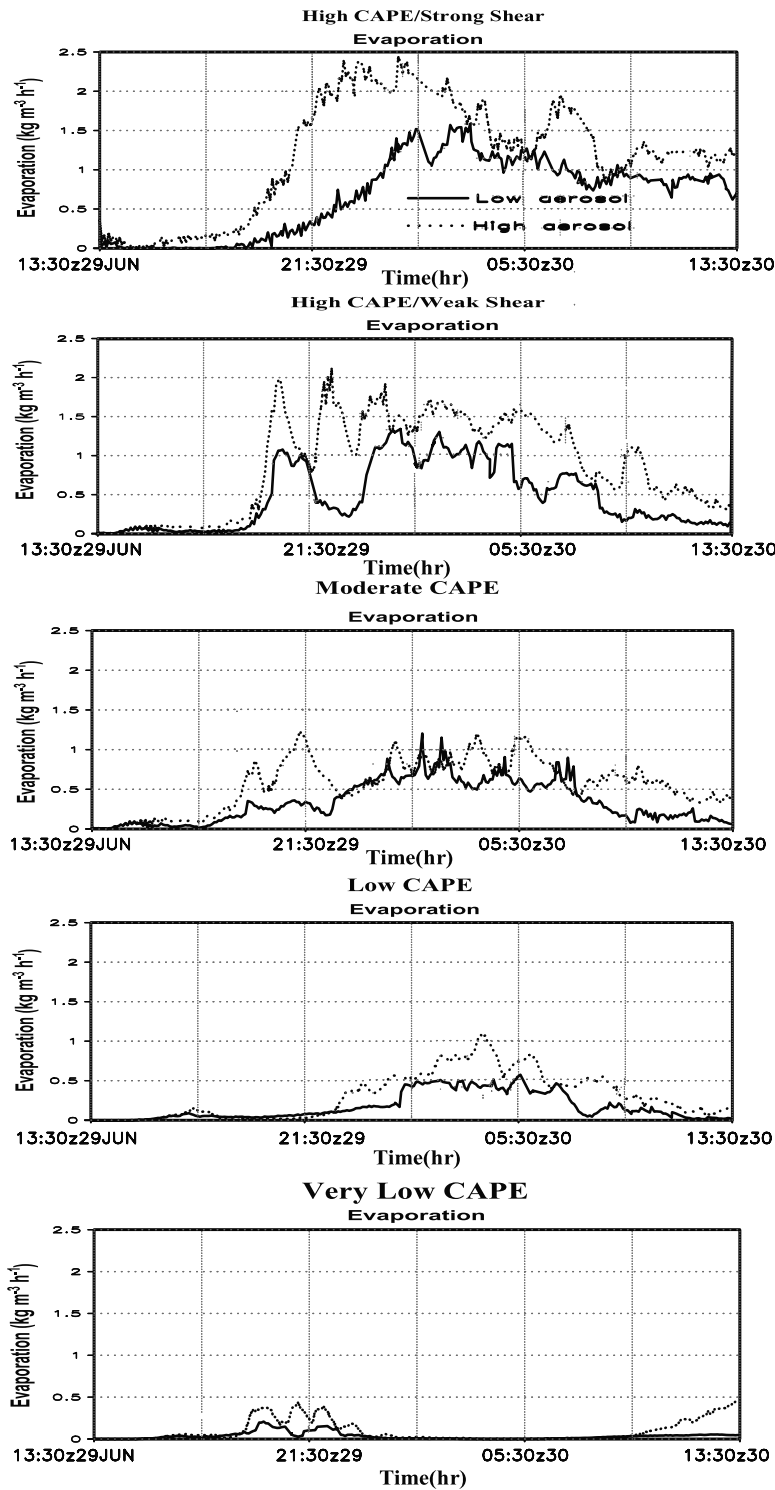 High CAPE/Strong Shear
Evaporation
2.5
2
1.5
1
0.5
0
Evaporation (kg m-3 h-1)
Low aerosol
High aerosol
13:30z29JUN 21:30z29 05:30z30 13:30z30
Time(hr)
High CAPE/Weak Shear
Evaporation
2.5
2
1.5
1
0.5
0
Evaporation (kg m-3 h-1)
13:30z29JUN 21:30z29 05:30z30 13:30z30
Time(hr)
Moderate CAPE
Evaporation
2.5
2
1.5
1
0.5
0
Evaporation (kg m-3 h-1)
13:30z29JUN 21:30z29 05:30z30 13:30z30
Time(hr)
Low CAPE
Evaporation
2.5
2
1.5
1
0.5
0
Evaporation (kg m-3 h-1)
13:30z29JUN 21:30z29 05:30z30 13:30z30
Time(hr)
Very Low CAPE
Evaporation
2.5
2
1.5
1
0.5
0
Evaporation (kg m-3 h-1)
13:30z29JUN 21:30z29 05:30z30 13:30z30
Time(hr)